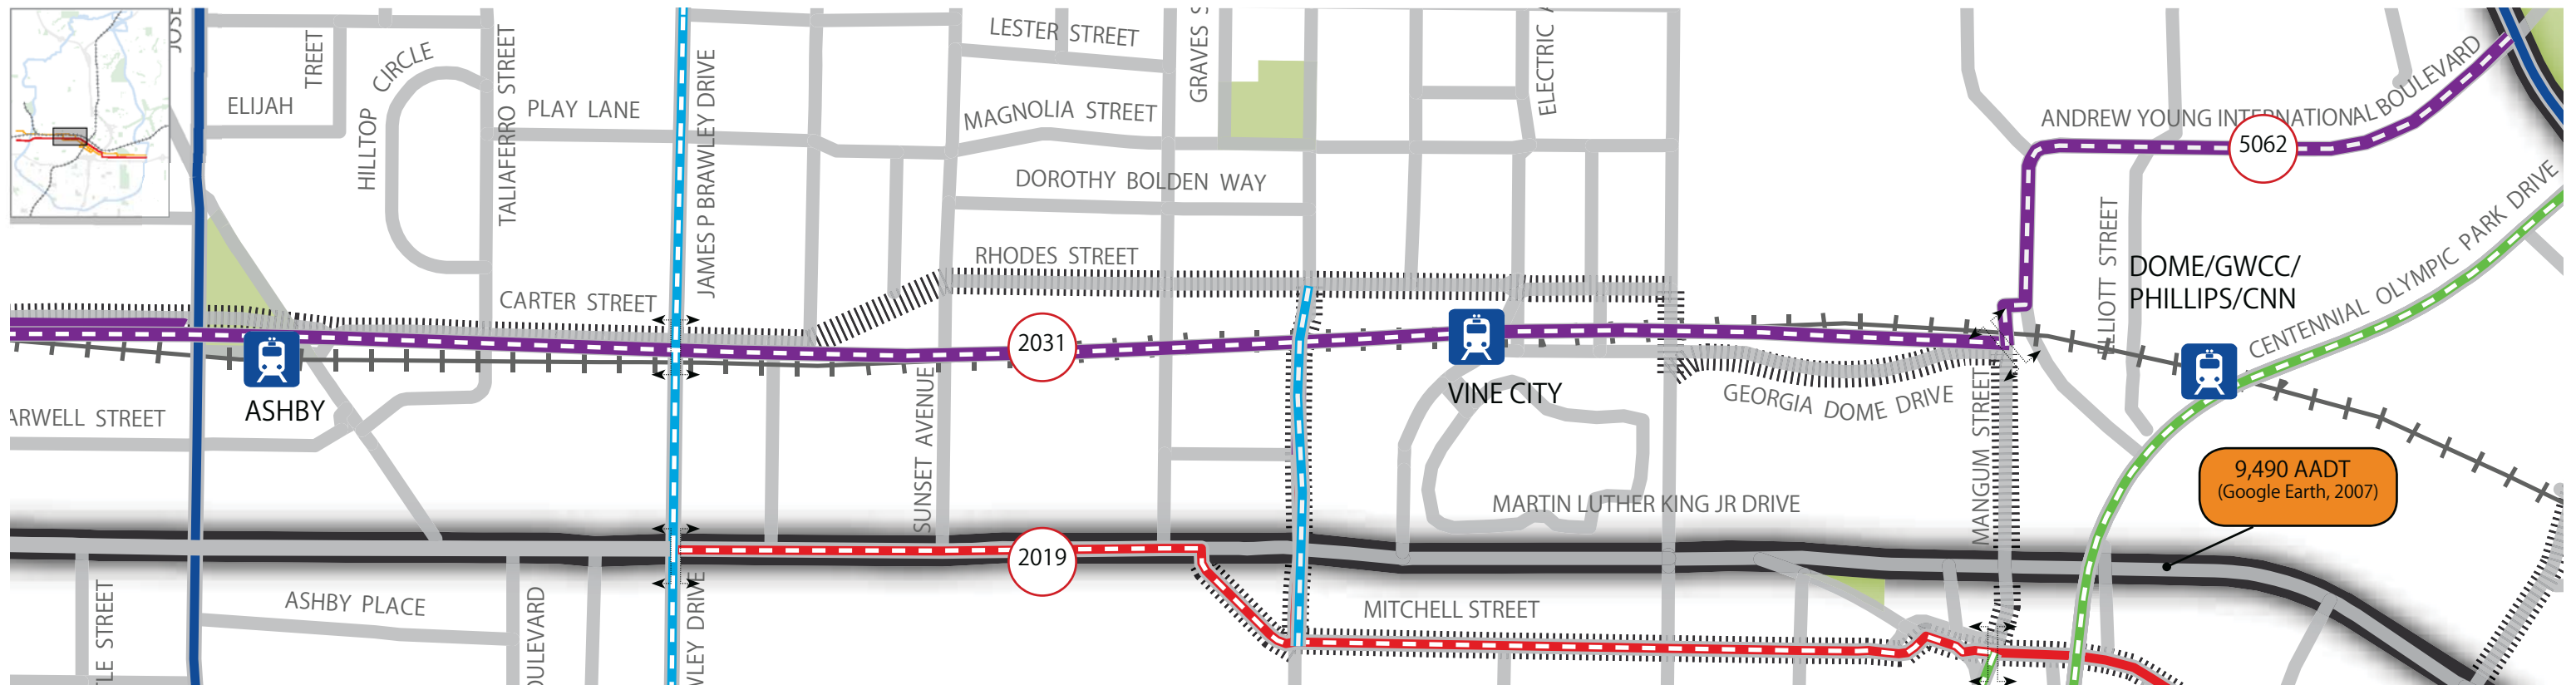 LESTER STREET
GRAVES S
ELECTRIC
TREET
HILLTOP CIRCLE
TALIAFERRO STREET
ELIJAH
PLAY LANE
JAMES P BRAWLEY DRIVE
MAGNOLIA STREET
DOROTHY BOLDEN WAY
ANDREW YOUNG INTERNATIONAL BOULEVARD
5062
ELLIOTT STREET
CENTENNIAL OLYMPIC PARK DRIVE
DOME/GWCC/
PHILLIPS/CNN
RHODES STREET
CARTER STREET
2031
ASHBY
VINE CITY
GEORGIA DOME DRIVE
ARWELL STREET
SUNSET AVENUE
MANGUM STREET
MARTIN LUTHER KING JR DRIVE
9,490 AADT
(Google Earth, 2007)
2019
ASHBY PLACE
MITCHELL STREET
TLE STREET
OULEVARD
WLEY DRIVE